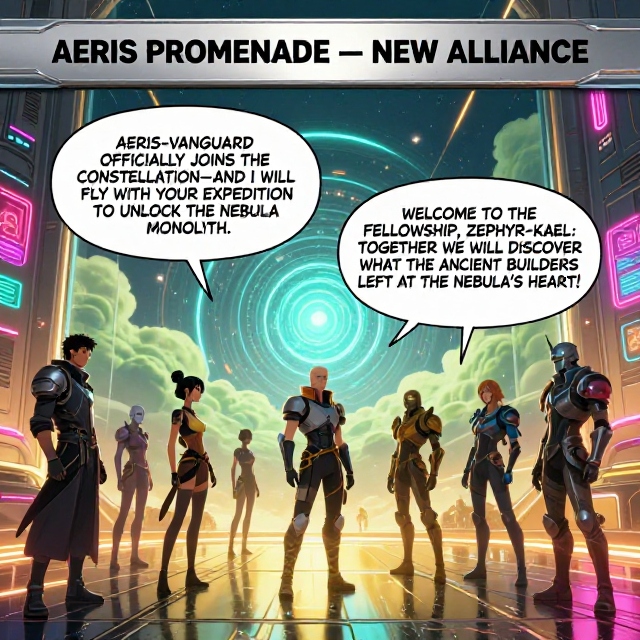 AERIS PROMENADE — NEW ALLIANCE
AERIS-VANGUARD
OFFICIALLY JOINS THE
CONSTELLATION—AND I WILL
FLY WITH YOUR EXPEDITION
TO UNLOCK THE NEBULA
MONOLITH.
WELCOME TO THE
FELLOWSHIP, ZEPHYR-KAEL:
TOGETHER WE WILL DISCOVER
WHAT THE ANCIENT BUILDERS
LEFT AT THE NEBULA'S HEART!